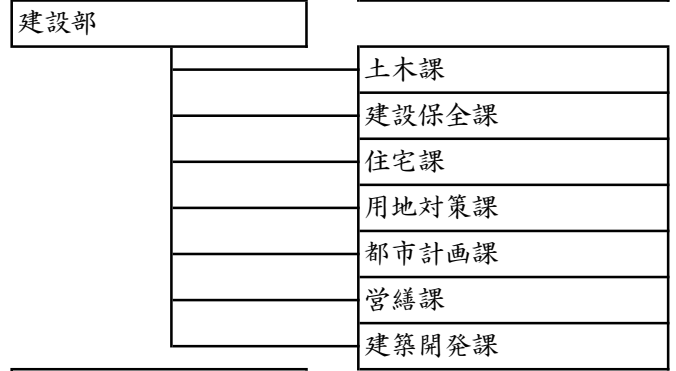 建設部
土木課
建設保全課
住宅課
用地対策課
都市計画課
営繕課
建築開発課